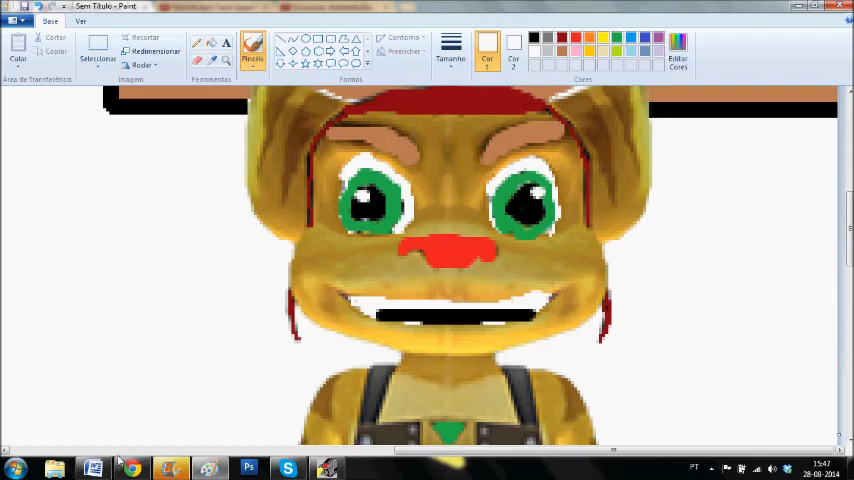 Sem Título - Paint
Base Ver
Colar
Cortar
Copiar
Área de Transferência
Selecionar
Recortar
Redimensionar
Rodar
Imagem
A
Ferramentas
Pincéis
Formas
Contorno
Preencher
Tamanho
Cor
1
Cor
2
Cores
Editar
Cores
W
Ps
S
PT
15:47
28-08-2014